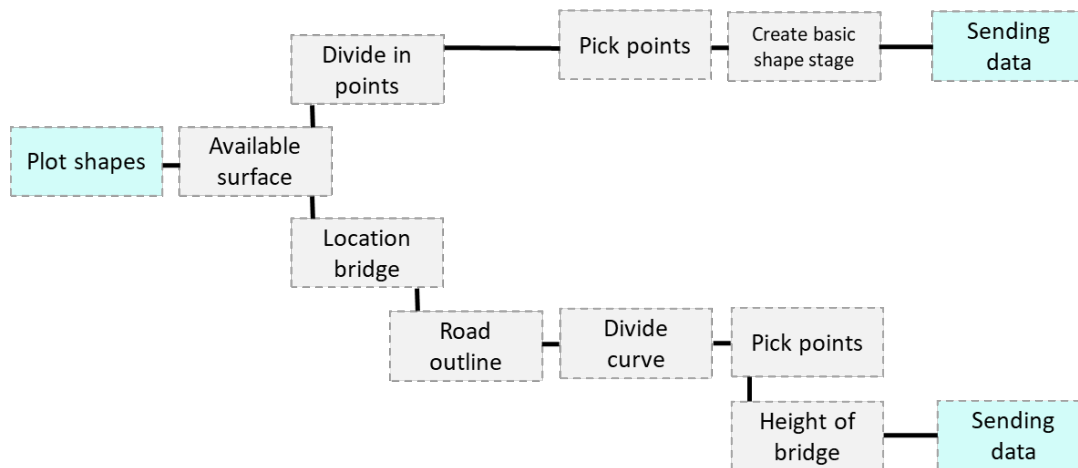 Divide in
points
Pick points
Create basic
shape stage
Sending
data
Plot shapes
Available
surface
Location
bridge
Road
outline
Divide
curve
Pick points
Height of
bridge
Sending
data